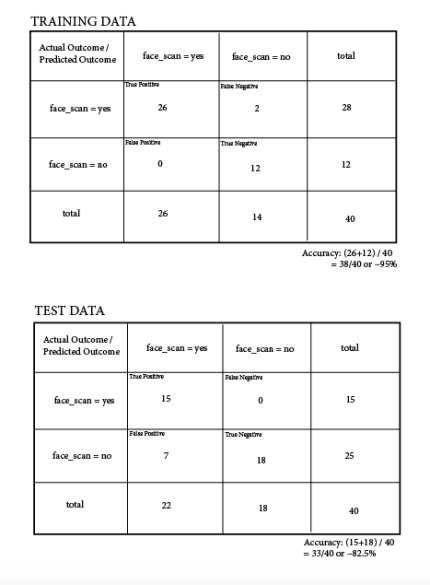 TRAINING DATA
Actual Outcome / face_scan = yes face_scan = no total
Predicted Outcome
True Positive False Negative
face_scan = yes 26 2 28
False Positive True Negative
face_scan = no 0 12 12
total 26 14 40
Accuracy: (26+12) / 40
= 38/40 or ~95%
TEST DATA
Actual Outcome / face_scan = yes face_scan = no total
Predicted Outcome
True Positive False Negative
face_scan = yes 15 0 15
False Positive True Negative
face_scan = no 7 18 25
total 22 18 40
Accuracy: (15+18) / 40
= 33/40 or ~82.5%